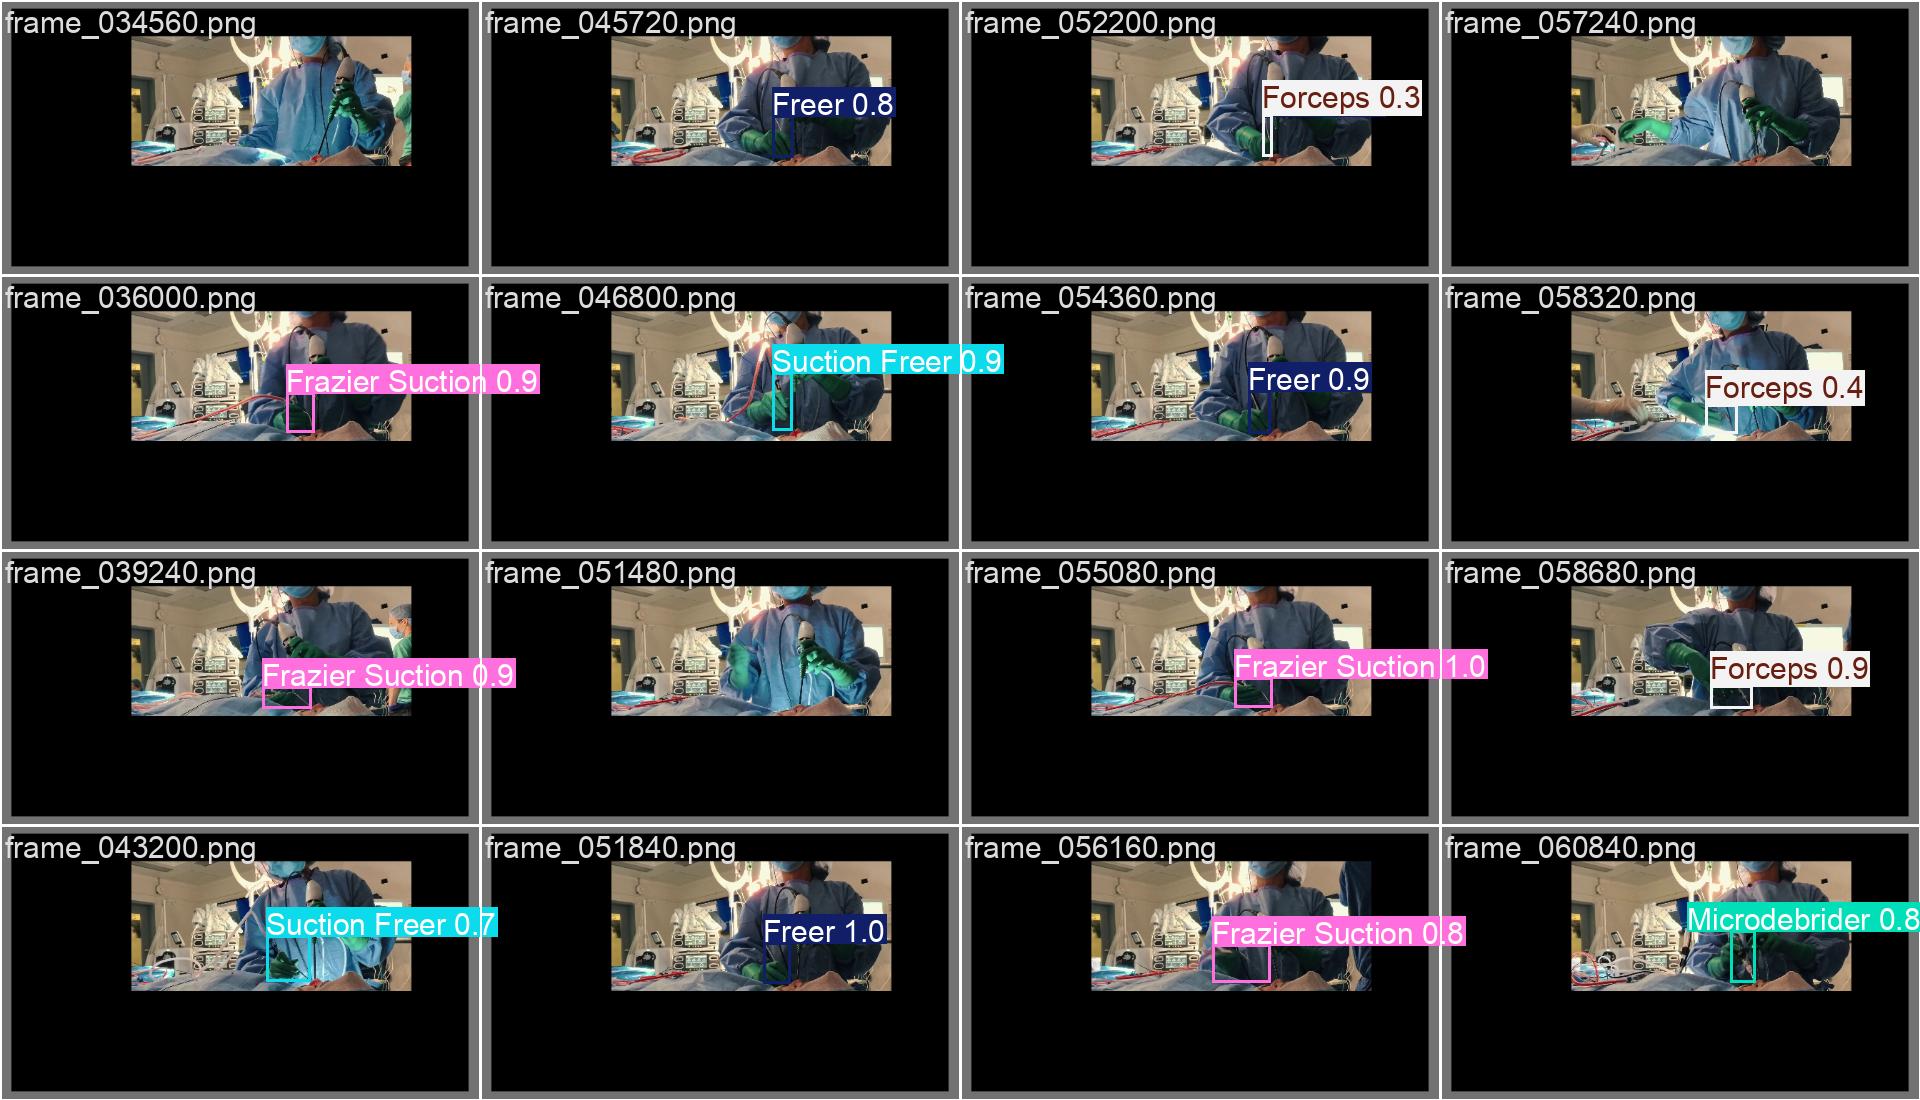 frame_034560.png
frame_045720.png
Freer 0.8
frame_052200.png
Forceps 0.3
frame_057240.png
frame_036000.png
Frazier Suction 0.9
frame_046800.png
Suction Freer 0.9
frame_054360.png
Freer 0.9
frame_058320.png
Forceps 0.4
frame_039240.png
Frazier Suction 0.9
frame_051480.png
frame_055080.png
Frazier Suction 1.0
frame_058680.png
Forceps 0.9
frame_043200.png
Suction Freer 0.7
frame_051840.png
Freer 1.0
frame_056160.png
Frazier Suction 0.8
frame_060840.png
Microdebrider 0.8